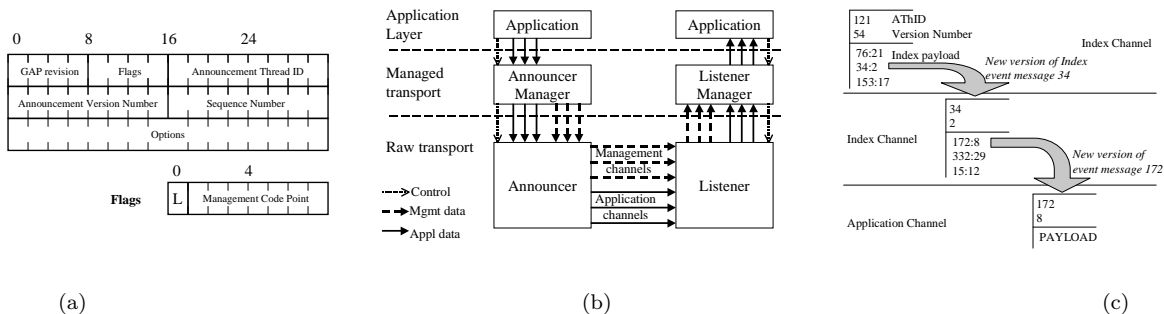 0 8 16 24
GAP revision Flags Announcement Thread ID
Announcement Version Number Sequence Number
Options
0 4
Flags L Management Code Point
(a)
Application
Layer
Application Application
Managed
transport
Announcer
Manager
Listener
Manager
Raw transport
Announcer
Management
channels
Application
channels
Listener
Control
Mgmt data
Appl data
(b)
121 AThID
54 Version Number
76:21 Index payload
34:2
153:17
Index Channel
New version of Index
event message 34
34
2
Index Channel
172:8
332:29
15:12
New version of
event message 172
172
8
Application Channel
PAYLOAD
(c)